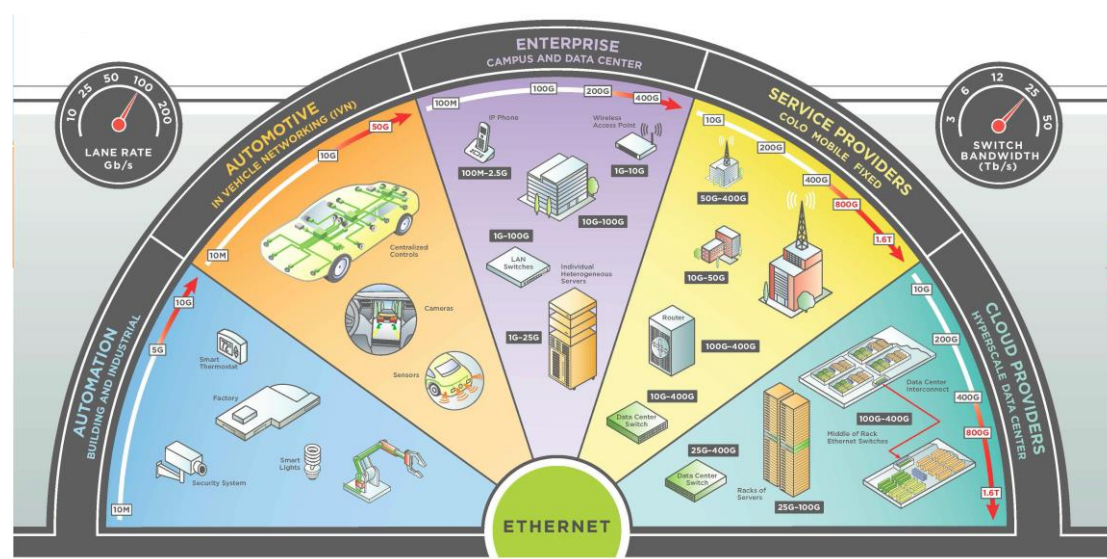 LANE RATE
Gb/s
10
25
50
100
200
SWITCH
BANDWIDTH
(Tb/s)
3
6
12
25
50
AUTOMATION
BUILDING AND INDUSTRIAL
10M
5G
10G
Smart
Thermostat
Factory
Security System
Smart
Lights
AUTOMOTIVE
IN VEHICLE NETWORKING (IVN)
10M
10G
50G
Centralized
Controls
Cameras
Sensors
ENTERPRISE
CAMPUS AND DATA CENTER
100M
100G
200G
400G
IP Phone
100M–2.5G
Wireless
Access Point
1G–10G
10G–100G
1G–100G
LAN
Switches
Individual
Heterogeneous
Servers
1G–25G
SERVICE PROVIDERS
COLO MOBILE FIXED
10G
200G
400G
800G
1.6T
50G–400G
10G–50G
Router
100G–400G
10G–400G
Data Center
Switch
CLOUD PROVIDERS
HYPERSCALE DATA CENTER
10G
200G
400G
800G
1.6T
Data Center
Interconnect
100G–400G
Middle of Rack
Ethernet Switches
25G–400G
Data Center
Switch
Racks of
Servers
25G–100G
ETHERNET